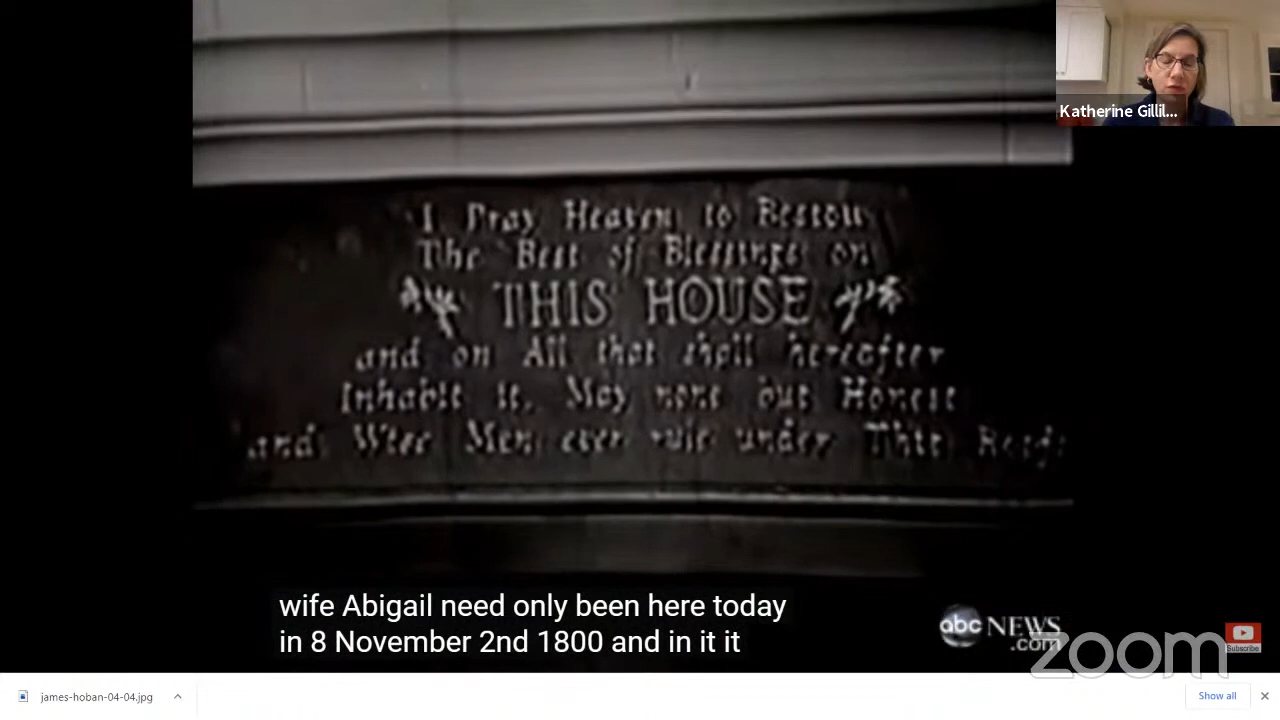 Katherine Gillil...
I Pray Heaven to Bestow
The Best of Blessings on
THIS HOUSE
and on All that shall hereafter
Inhabit it. May none but Honest
and Wise Men ever rule under This Roof.
wife Abigail need only been here today
in 8 November 2nd 1800 and in it it
abc NEWS
.com
zoom
Subscribe
james-hoban-04-04.jpg
Show all